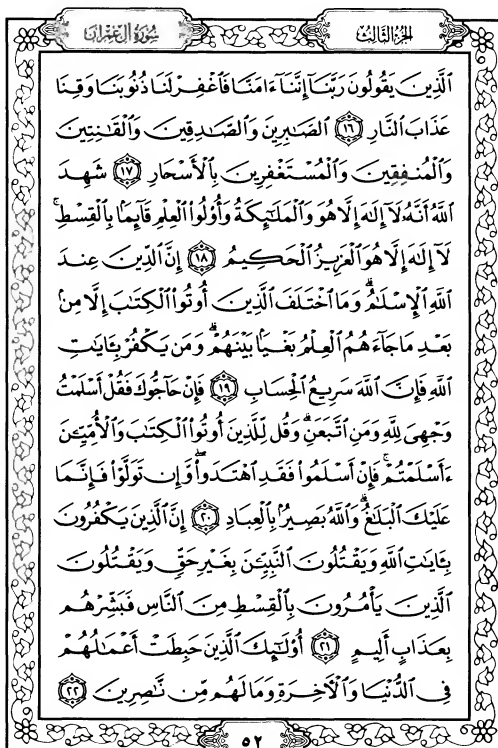 الجزء الثالث
سورة آل عمران
الَّذِينَ يَقُولُونَ رَبَّنَآ إِنَّنَآ ءَامَنَّا فَٱغْفِرْ لَنَا ذُنُوبَنَا وَقِنَا
عَذَابَ ٱلنَّارِ ١٦ ٱلصَّٰبِرِينَ وَٱلصَّٰدِقِينَ وَٱلْقَٰنِتِينَ
وَٱلْمُنفِقِينَ وَٱلْمُسْتَغْفِرِينَ بِٱلْأَسْحَارِ ١٧ شَهِدَ
ٱللَّهُ أَنَّهُۥ لَآ إِلَٰهَ إِلَّا هُوَ وَٱلْمَلَٰٓئِكَةُ وَأُو۟لُوا۟ ٱلْعِلْمِ قَآئِمًۢا بِٱلْقِسْطِ ۚ
لَآ إِلَٰهَ إِلَّا هُوَ ٱلْعَزِيزُ ٱلْحَكِيمُ ١٨ إِنَّ ٱلدِّينَ عِندَ
ٱللَّهِ ٱلْإِسْلَٰمُ ۗ وَمَا ٱخْتَلَفَ ٱلَّذِينَ أُوتُوا۟ ٱلْكِتَٰبَ إِلَّا مِنۢ
بَعْدِ مَا جَآءَهُمُ ٱلْعِلْمُ بَغْيًۢا بَيْنَهُمْ ۗ وَمَن يَكْفُرْ بِـَٔايَٰتِ
ٱللَّهِ فَإِنَّ ٱللَّهَ سَرِيعُ ٱلْحِسَابِ ١٩ فَإِنْ حَآجُّوكَ فَقُلْ أَسْلَمْتُ
وَجْهِىَ لِلَّهِ وَمَنِ ٱتَّبَعَنِ ۗ وَقُل لِّلَّذِينَ أُوتُوا۟ ٱلْكِتَٰبَ وَٱلْأُمِّيِّـۧنَ
ءَأَسْلَمْتُمْ ۚ فَإِنْ أَسْلَمُوا۟ فَقَدِ ٱهْتَدَوا۟ ۖ وَّإِن تَوَلَّوْا۟ فَإِنَّمَا
عَلَيْكَ ٱلْبَلَٰغُ ۗ وَٱللَّهُ بَصِيرٌۢ بِٱلْعِبَادِ ٢٠ إِنَّ ٱلَّذِينَ يَكْفُرُونَ
بِـَٔايَٰتِ ٱللَّهِ وَيَقْتُلُونَ ٱلنَّبِيِّـۧنَ بِغَيْرِ حَقٍّ وَيَقْتُلُونَ
ٱلَّذِينَ يَأْمُرُونَ بِٱلْقِسْطِ مِنَ ٱلنَّاسِ فَبَشِّرْهُم
بِعَذَابٍ أَلِيمٍ ٢١ أُو۟لَٰٓئِكَ ٱلَّذِينَ حَبِطَتْ أَعْمَٰلُهُمْ
فِى ٱلدُّنْيَا وَٱلْءَاخِرَةِ وَمَا لَهُم مِّن نَّٰصِرِينَ ٢٢
٥٢